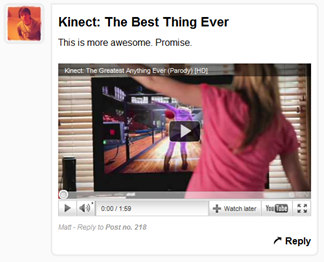 Kinect: The Best Thing Ever
This is more awesome. Promise.
Kinect: The Greatest Anything Ever (Parody) [HD]
0:00 / 1:59
Watch later
YouTube
Matt - Reply to Post no. 218
Reply